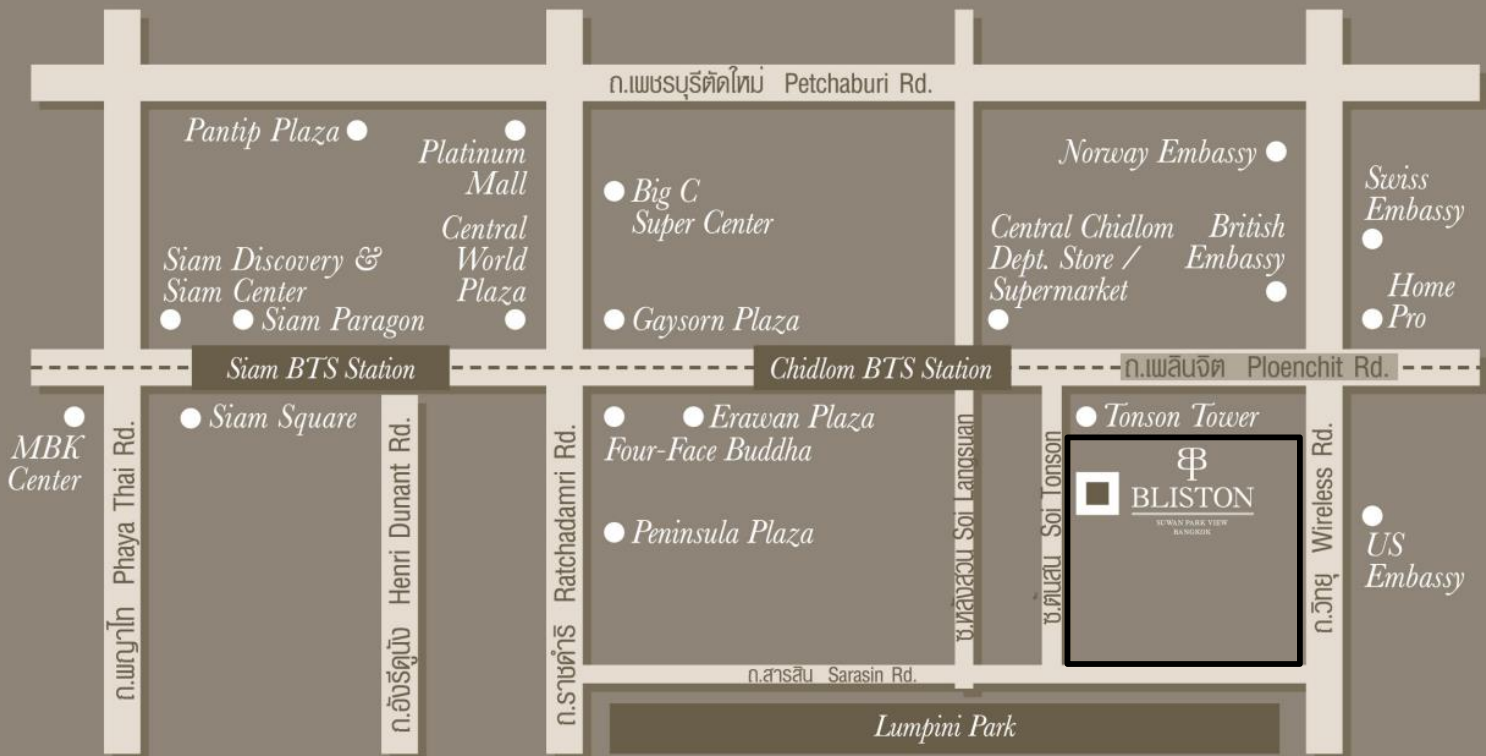 ถ.เพชรบุรีตัดใหม่ Petchaburi Rd.
Pantip Plaza
Platinum
Mall
Norway Embassy
Big C
Super Center
Swiss
Embassy
Central
World
Plaza
Siam Discovery &
Siam Center
Central Chidlom
Dept. Store /
Supermarket
British
Embassy
Siam Paragon
Gaysorn Plaza
Home
Pro
Siam BTS Station
Chidlom BTS Station
ถ.เพลินจิต Ploenchit Rd.
MBK
Center
Siam Square
Four-Face Buddha
Erawan Plaza
Tonson Tower
BLISTON
SUWAN PARK VIEW
BANGKOK
Peninsula Plaza
US
Embassy
ถ.พญาไท Phaya Thai Rd.
ถ.อังรีดูนัง Henri Dunant Rd.
ถ.ราชดำริ Ratchadamri Rd.
ซ.หลังสวน Soi Langsuan
ซ.ต้นสน Soi Tonson
ถ.วิทยุ Wireless Rd.
ถ.สารสิน Sarasin Rd.
Lumpini Park